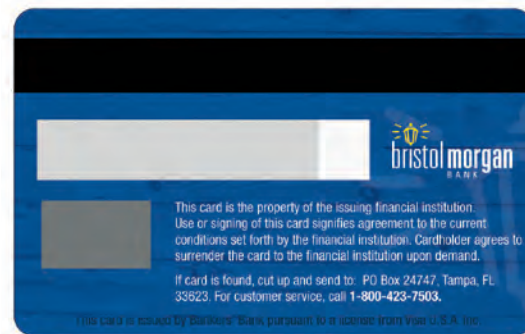 bristol morgan
BANK
This card is the property of the issuing financial institution.
Use or signing of this card signifies agreement to the current
conditions set forth by the financial institution. Cardholder agrees to
surrender the card to the financial institution upon demand.
If card is found, cut up and send to: PO Box 24747, Tampa, FL
33623. For customer service, call 1-800-423-7503.
This card is issued by Bankers' Bank pursuant to a license from Visa U.S.A. Inc.